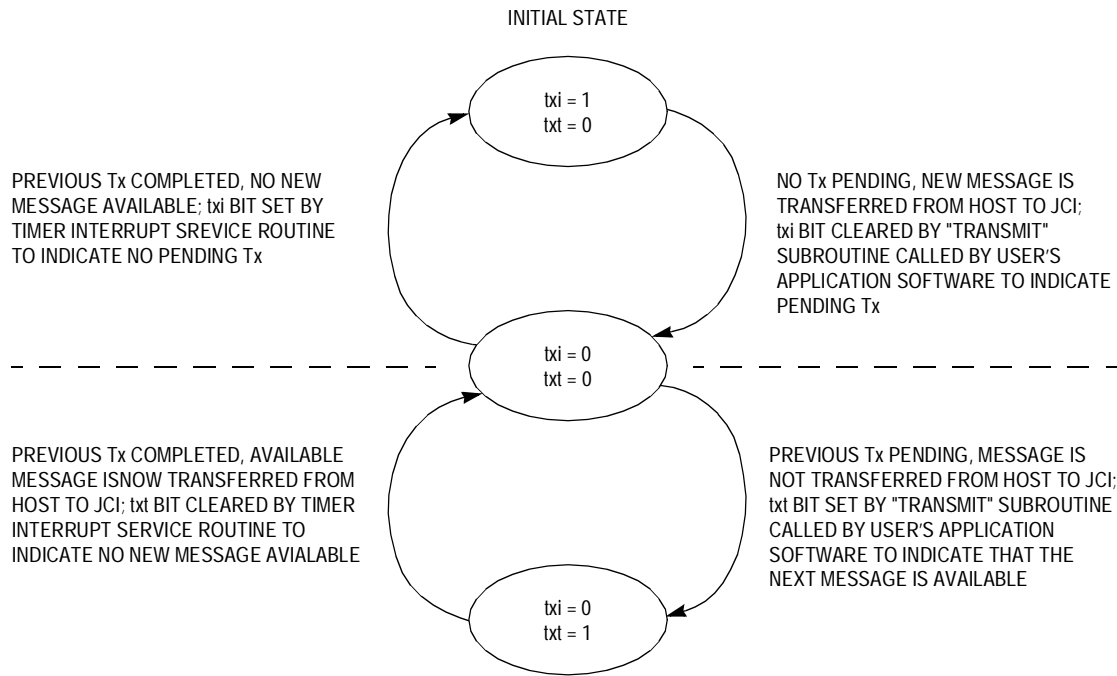 INITIAL STATE
txi = 1
txt = 0
PREVIOUS Tx COMPLETED, NO NEW
MESSAGE AVAILABLE; txi BIT SET BY
TIMER INTERRUPT SREVICE ROUTINE
TO INDICATE NO PENDING Tx
NO Tx PENDING, NEW MESSAGE IS
TRANSFERRED FROM HOST TO JCI;
txi BIT CLEARED BY "TRANSMIT"
SUBROUTINE CALLED BY USER'S
APPLICATION SOFTWARE TO INDICATE
PENDING Tx
txi = 0
txt = 0
PREVIOUS Tx COMPLETED, AVAILABLE
MESSAGE ISNOW TRANSFERRED FROM
HOST TO JCI; txt BIT CLEARED BY TIMER
INTERRUPT SERVICE ROUTINE TO
INDICATE NO NEW MESSAGE AVIALABLE
PREVIOUS Tx PENDING, MESSAGE IS
NOT TRANSFERRED FROM HOST TO JCI;
txt BIT SET BY "TRANSMIT" SUBROUTINE
CALLED BY USER'S APPLICATION
SOFTWARE TO INDICATE THAT THE
NEXT MESSAGE IS AVAILABLE
txi = 0
txt = 1